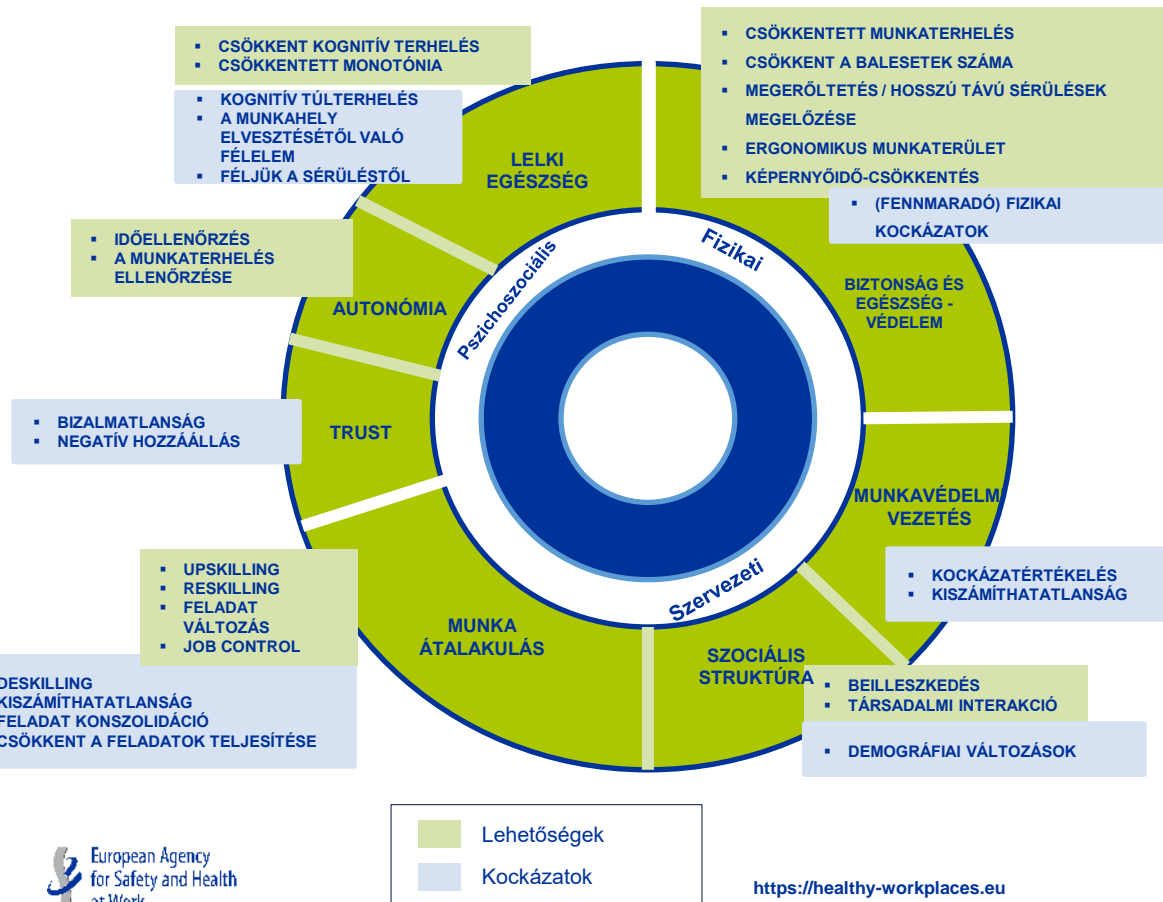 CSÖKKENT KOGNITÍV TERHELÉS
CSÖKKENTETT MONOTÓNIA
KOGNITÍV TÚLTERHELÉS
A MUNKAHELY
ELVESZTÉSÉTŐL VALÓ
FÉLELEM
FÉLJÜK A SÉRÜLÉSTŐL
CSÖKKENTETT MUNKATERHELÉS
CSÖKKENT A BALESETEK SZÁMA
MEGERŐLTETÉS / HOSSZÚ TÁVÚ SÉRÜLÉSEK
MEGELŐZÉSE
ERGONOMIKUS MUNKATERÜLET
KÉPERNYŐIDŐ-CSÖKKENTÉS
(FENNMARADÓ) FIZIKAI
KOCKÁZATOK
LELKI
EGÉSZSÉG
IDŐELLENŐRZÉS
A MUNKATERHELÉS
ELLENŐRZÉSE
AUTONÓMIA
Pszichoszociális
Fizikai
BIZTONSÁG ÉS
EGÉSZSÉG -
VÉDELEM
BIZALMATLANSÁG
NEGATÍV HOZZÁÁLLÁS
TRUST
MUNKAVÉDELM
VEZETÉS
KOCKÁZATÉRTÉKELÉS
KISZÁMÍTHATATLANSÁG
Szervezeti
UPSKILLING
RESKILLING
FELADAT
VÁLTOZÁS
JOB CONTROL
MUNKA
ÁTALAKULÁS
SZOCIÁLIS
STRUKTÚRA
DESKILLING
KISZÁMÍTHATATLANSÁG
FELADAT KONSZOLIDÁCIÓ
CSÖKKENT A FELADATOK TELJESÍTÉSE
BEILLESZKEDÉS
TÁRSADALMI INTERAKCIÓ
DEMOGRÁFIAI VÁLTOZÁSOK
Lehetőségek
Kockázatok
European Agency
for Safety and Health
at Work
https://healthy-workplaces.eu